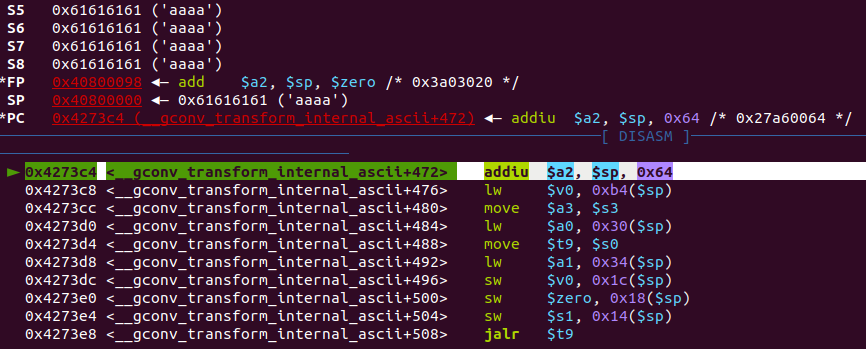 S5 0x61616161 ('aaaa')
S6 0x61616161 ('aaaa')
S7 0x61616161 ('aaaa')
S8 0x61616161 ('aaaa')
*FP 0x40800098 ◂— add $a2, $sp, $zero /* 0x3a03020 */
SP 0x40800000 ◂— 0x61616161 ('aaaa')
*PC 0x4273c4 (__gconv_transform_internal_ascii+472) ◂— addiu $a2, $sp, 0x64 /* 0x27a60064 */
[ DISASM ]
► 0x4273c4 <__gconv_transform_internal_ascii+472> addiu $a2, $sp, 0x64
0x4273c8 <__gconv_transform_internal_ascii+476> lw $v0, 0xb4($sp)
0x4273cc <__gconv_transform_internal_ascii+480> move $a3, $s3
0x4273d0 <__gconv_transform_internal_ascii+484> lw $a0, 0x30($sp)
0x4273d4 <__gconv_transform_internal_ascii+488> move $t9, $s0
0x4273d8 <__gconv_transform_internal_ascii+492> lw $a1, 0x34($sp)
0x4273dc <__gconv_transform_internal_ascii+496> sw $v0, 0x1c($sp)
0x4273e0 <__gconv_transform_internal_ascii+500> sw $zero, 0x18($sp)
0x4273e4 <__gconv_transform_internal_ascii+504> sw $s1, 0x14($sp)
0x4273e8 <__gconv_transform_internal_ascii+508> jalr $t9